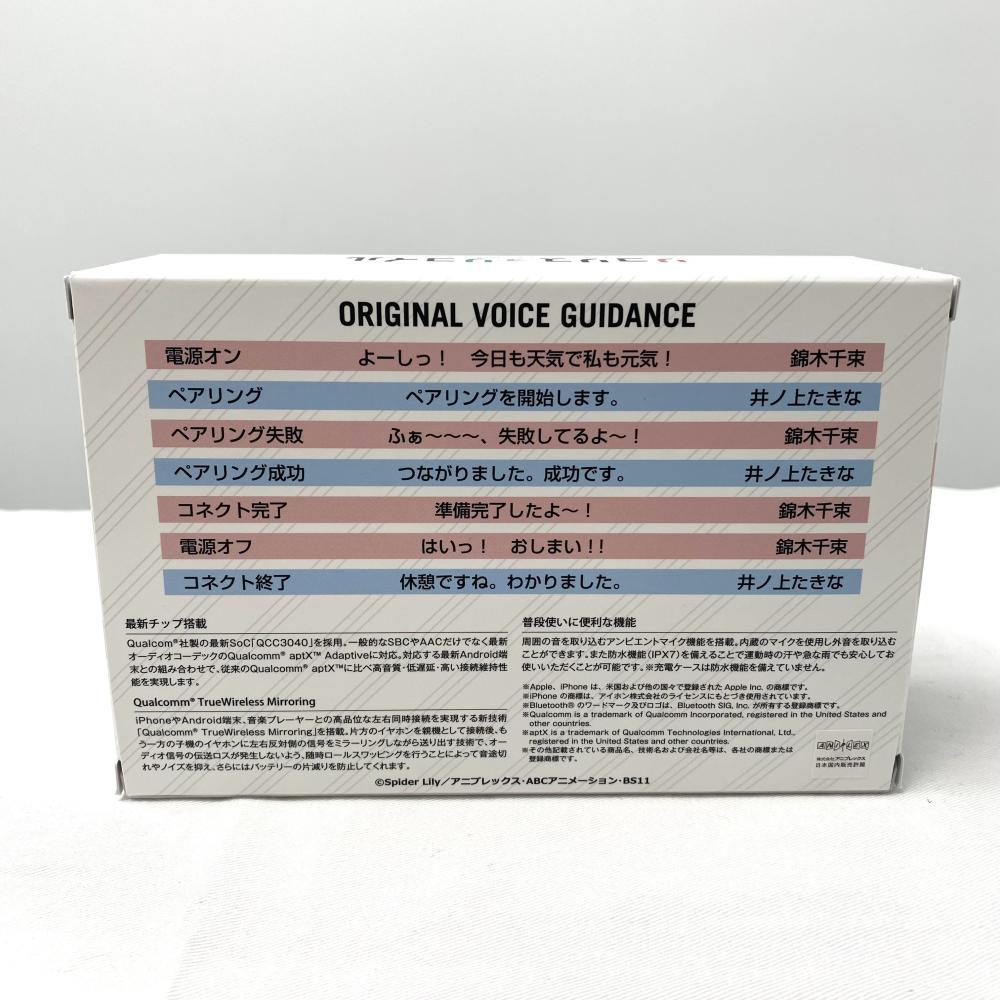 リコリス・リコイル
ORIGINAL VOICE GUIDANCE
電源オン よーしっ! 今日も天気で私も元気! 錦木千束
ペアリング ペアリングを開始します。 井ノ上たきな
ペアリング失敗 ふぁ〜〜〜、失敗してるよ〜! 錦木千束
ペアリング成功 つながりました。成功です。 井ノ上たきな
コネクト完了 準備完了したよ〜! 錦木千束
電源オフ はいっ! おしまい!! 錦木千束
コネクト終了 休憩ですね。わかりました。 井ノ上たきな
最新チップ搭載
Qualcom®社製の最新SoC「QCC3040」を採用。一般的なSBCやAACだけでなく最新
オーディオコーデックのQualcomm® aptX™ Adaptiveに対応。対応する最新Android端
末との組み合わせで、従来のQualcomm® aptX™に比べ高音質・低遅延・高い接続維持性
能を実現します。
Qualcomm® TrueWireless Mirroring
iPhoneやAndroid端末、音楽プレーヤーとの高品位な左右同時接続を実現する新技術
「Qualcomm® TrueWireless Mirroring」を搭載。片方のイヤホンを親機として接続後、も
う一方の子機のイヤホンに左右反対側の信号をミラーリングしながら送り出す技術で、オー
ディオ信号の伝送ロスが発生しないよう、随時ロールスワッピングを行うことによって音途切
れやノイズを抑え、さらにはバッテリーの片減りを防止してくれます。
普段使いに便利な機能
周囲の音を取り込むアンビエントマイク機能を搭載。内蔵のマイクを使用し外音を取り込む
ことができます。また防水機能(IPX7)を備えることで運動時の汗や急な雨でも安心してお
使いいただくことが可能です。※充電ケースは防水機能を備えていません。
※Apple、iPhone は、米国および他の国々で登録された Apple Inc. の商標です。
※iPhone の商標は、アイホン株式会社のライセンスにもとづき使用されています。
※Bluetooth® のワードマーク及びロゴは、Bluetooth SIG, Inc. が所有する登録商標です。
※Qualcomm is a trademark of Qualcomm Incorporated, registered in the United States and
other countries.
※aptX is a trademark of Qualcomm Technologies International, Ltd.,
registered in the United States and other countries.
※その他記載されている商品名、技術名および会社名等は、各社の商標または
登録商標です。
ANIPLEX
株式会社アニプレックス
日本国内販売許諾
©Spider Lily/アニプレックス・ABCアニメーション・BS11